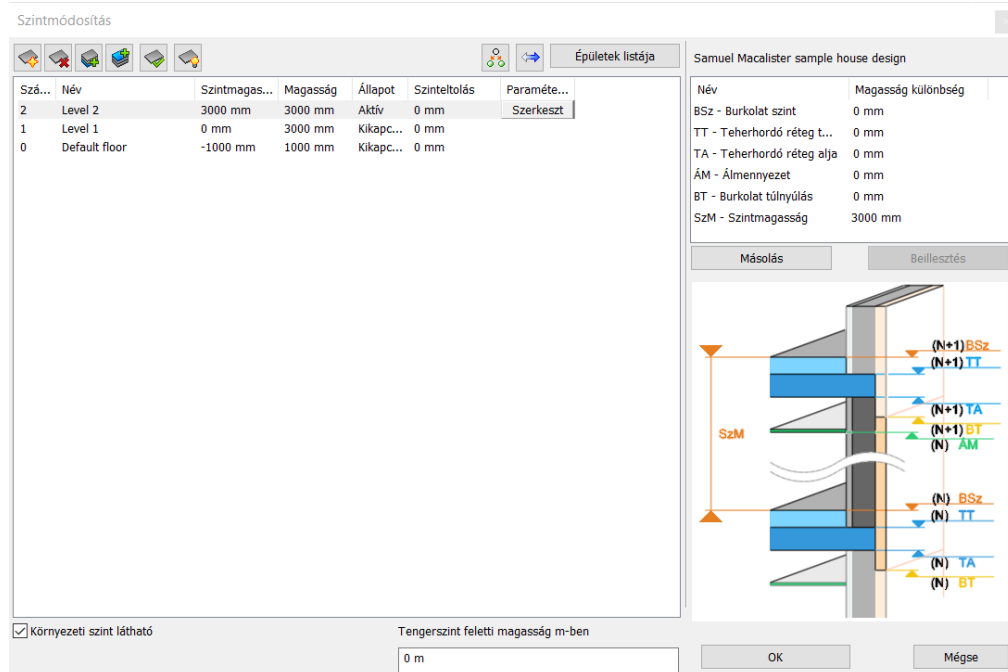 Szintmódosítás
Épületek listája
Szá... Név Szintmagas... Magasság Állapot Szinteltolás Paraméte...
2 Level 2 3000 mm 3000 mm Aktív 0 mm Szerkeszt
1 Level 1 0 mm 3000 mm Kikapc... 0 mm
0 Default floor -1000 mm 1000 mm Kikapc... 0 mm
Környezeti szint látható
Tengerszint feletti magasság m-ben
0 m
Samuel Macalister sample house design
Név Magasság különbség
BSz - Burkolat szint 0 mm
TT - Teherhordó réteg t... 0 mm
TA - Teherhordó réteg alja 0 mm
ÁM - Álmennyezet 0 mm
BT - Burkolat túlnyúlás 0 mm
SzM - Szintmagasság 3000 mm
Másolás Beillesztés
(N+1) BSz
(N+1) TT
(N+1) TA
(N+1) BT
SzM
(N) ÁM
(N) BSz
(N) TT
(N) TA
(N) BT
OK Mégse